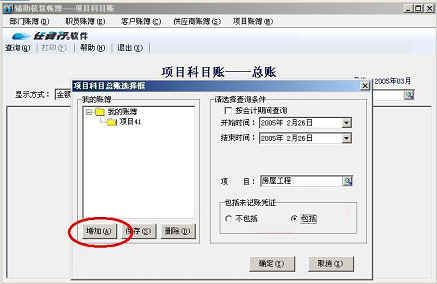 辅助核算账簿——项目科目账
部门账簿 职员账簿 客户账簿 供应商账簿 项目账簿
任我行软件
查询(Q) 打印(P) 帮助(H) 退出(I)
项目科目账——总账
2005年03月
显示方式： 金额
项目科目总账选择框
我的账簿
我的账簿
项目41
请选择查询条件
按会计期间查询
开始时间： 2005年 2月26日
结束时间： 2005年 2月26日
项 目： 房屋工程
包括未记账凭证
不包括 包括
增加(A) 保存(S) 删除(D)
确定(Y) 取消(X)